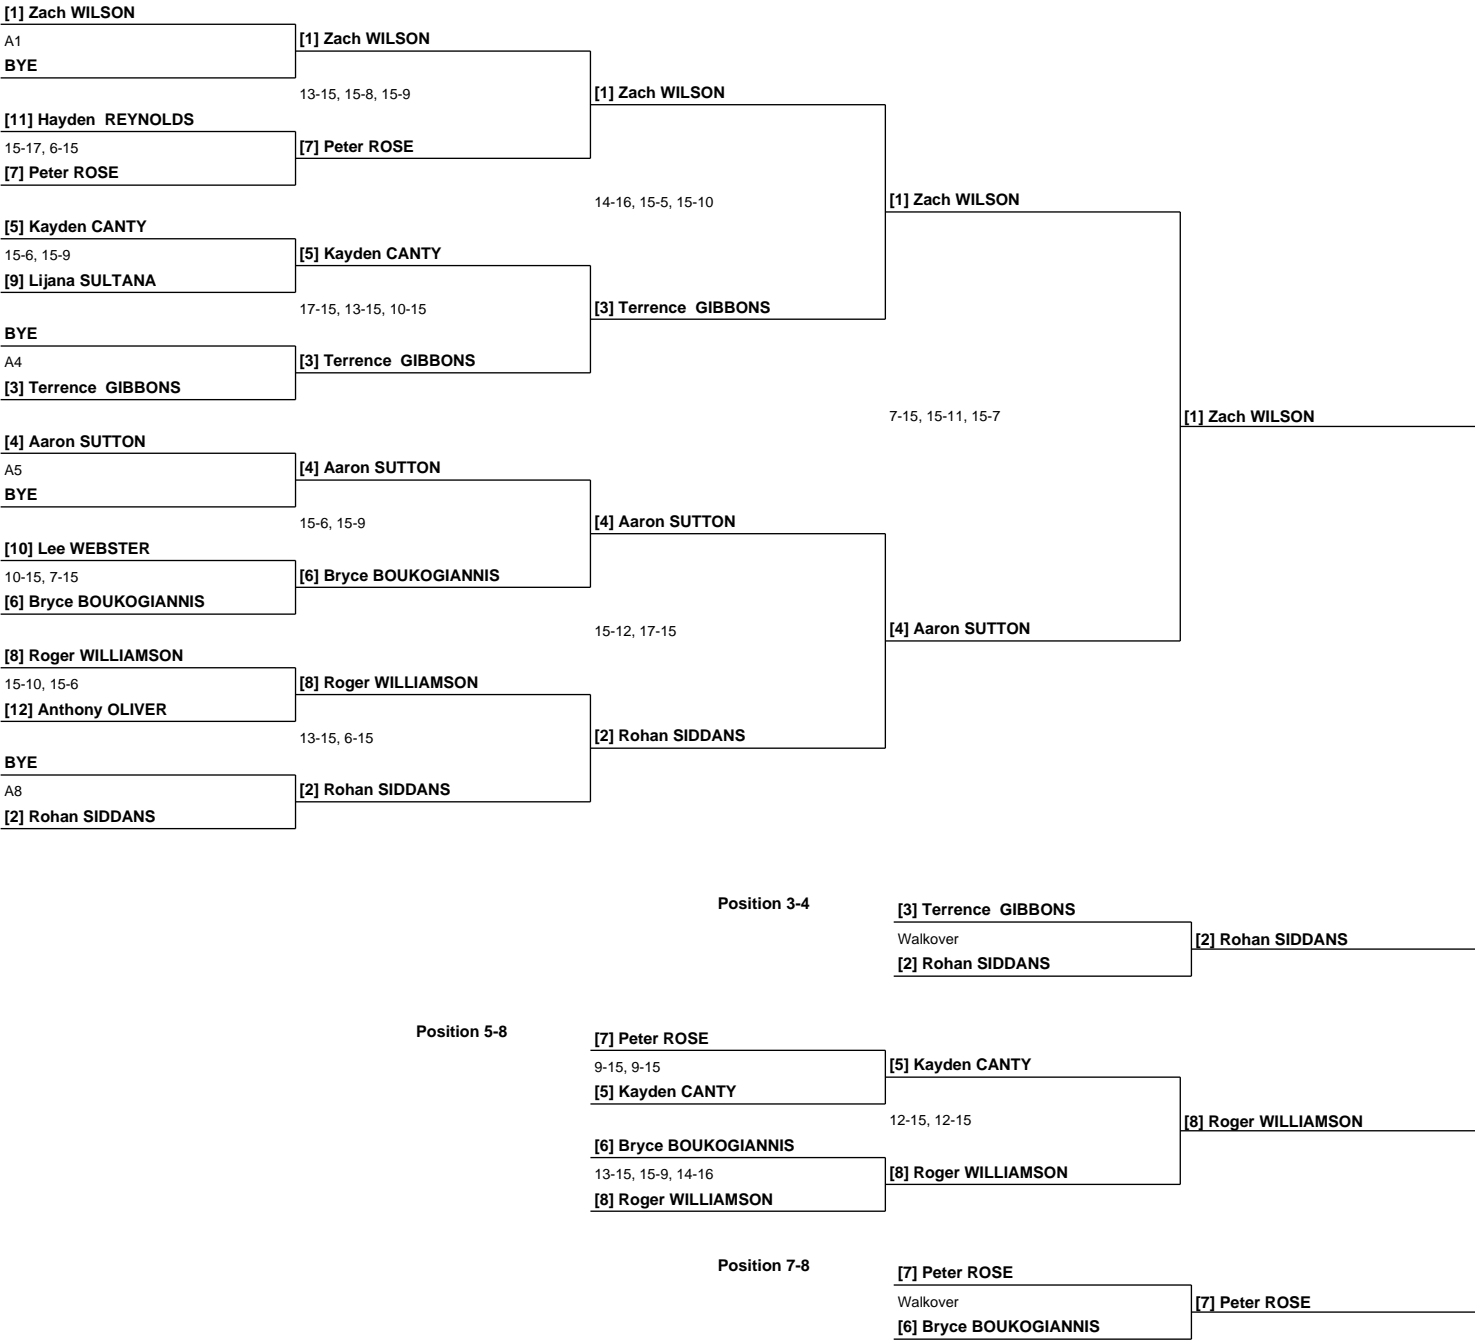 [1] Zach WILSON
A1
BYE
[1] Zach WILSON
13-15, 15-8, 15-9
[1] Zach WILSON
[11] Hayden  REYNOLDS
15-17, 6-15
[7] Peter ROSE
[7] Peter ROSE
14-16, 15-5, 15-10
[1] Zach WILSON
[5] Kayden CANTY
15-6, 15-9
[9] Lijana SULTANA
[5] Kayden CANTY
17-15, 13-15, 10-15
[3] Terrence  GIBBONS
BYE
A4
[3] Terrence  GIBBONS
[3] Terrence  GIBBONS
7-15, 15-11, 15-7
[1] Zach WILSON
[4] Aaron SUTTON
A5
BYE
[4] Aaron SUTTON
15-6, 15-9
[4] Aaron SUTTON
[10] Lee WEBSTER
10-15, 7-15
[6] Bryce BOUKOGIANNIS
[6] Bryce BOUKOGIANNIS
15-12, 17-15
[4] Aaron SUTTON
[8] Roger WILLIAMSON
15-10, 15-6
[12] Anthony OLIVER
[8] Roger WILLIAMSON
13-15, 6-15
[2] Rohan SIDDANS
BYE
A8
[2] Rohan SIDDANS
[2] Rohan SIDDANS
Position 3-4
[3] Terrence  GIBBONS
Walkover
[2] Rohan SIDDANS
[2] Rohan SIDDANS
Position 5-8
[7] Peter ROSE
9-15, 9-15
[5] Kayden CANTY
[5] Kayden CANTY
12-15, 12-15
[8] Roger WILLIAMSON
[6] Bryce BOUKOGIANNIS
13-15, 15-9, 14-16
[8] Roger WILLIAMSON
[8] Roger WILLIAMSON
Position 7-8
[7] Peter ROSE
Walkover
[6] Bryce BOUKOGIANNIS
[7] Peter ROSE